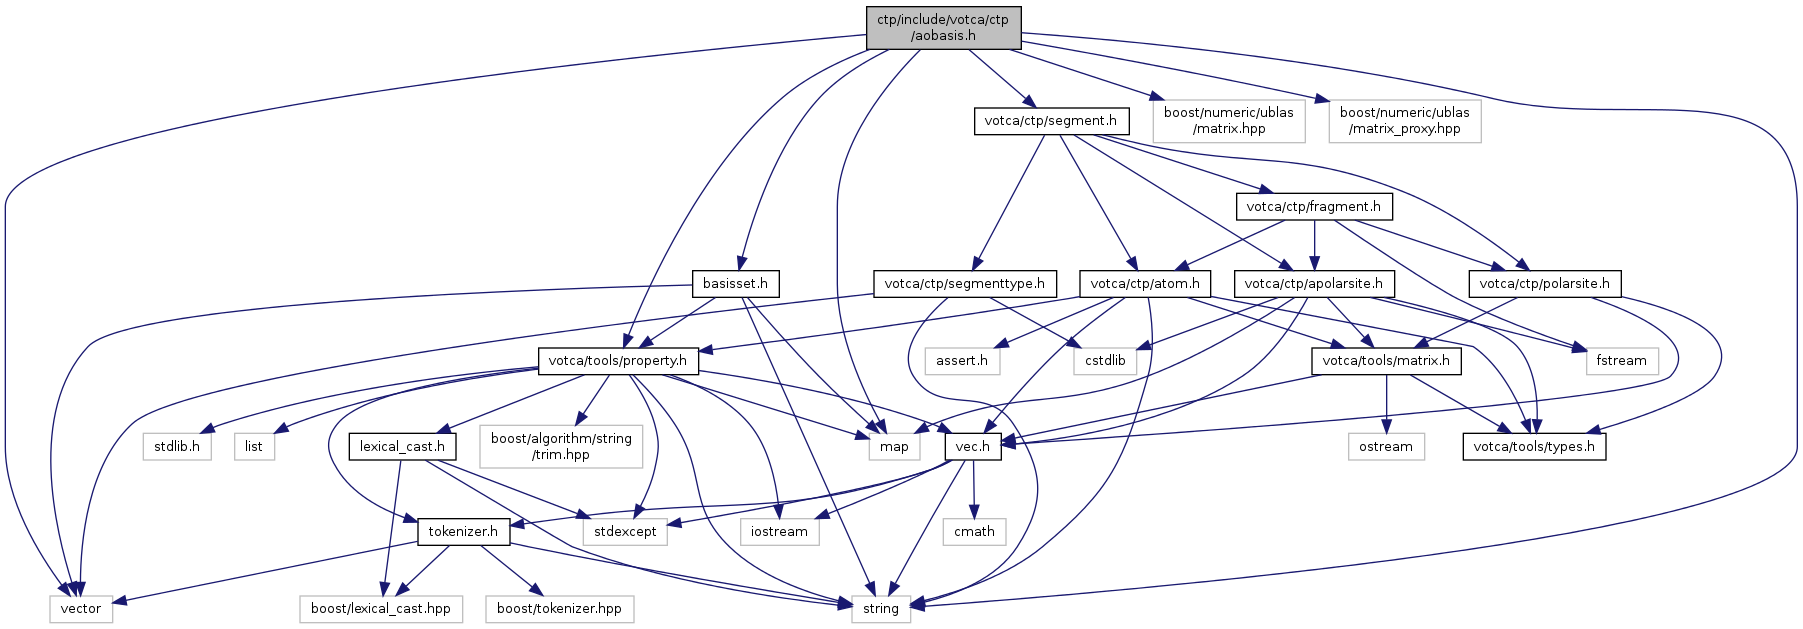 ctp/include/votca/ctp
/aobasis.h
votca/ctp/segment.h
boost/numeric/ublas
/matrix.hpp
boost/numeric/ublas
/matrix_proxy.hpp
votca/ctp/fragment.h
basisset.h
votca/ctp/segmenttype.h
votca/ctp/atom.h
votca/ctp/apolarsite.h
votca/ctp/polarsite.h
votca/tools/property.h
assert.h
cstdlib
votca/tools/matrix.h
fstream
stdlib.h
list
lexical_cast.h
boost/algorithm/string
/trim.hpp
map
vec.h
ostream
votca/tools/types.h
tokenizer.h
stdexcept
iostream
cmath
vector
boost/lexical_cast.hpp
boost/tokenizer.hpp
string